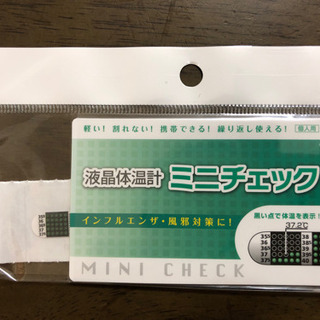 軽い！割れない！携帯できる！繰り返し使える！
個人用
液晶体温計 ミニチェック
インフルエンザ・風邪対策に！
黒い点で体温を表示！
37.2℃
MINI CHECK